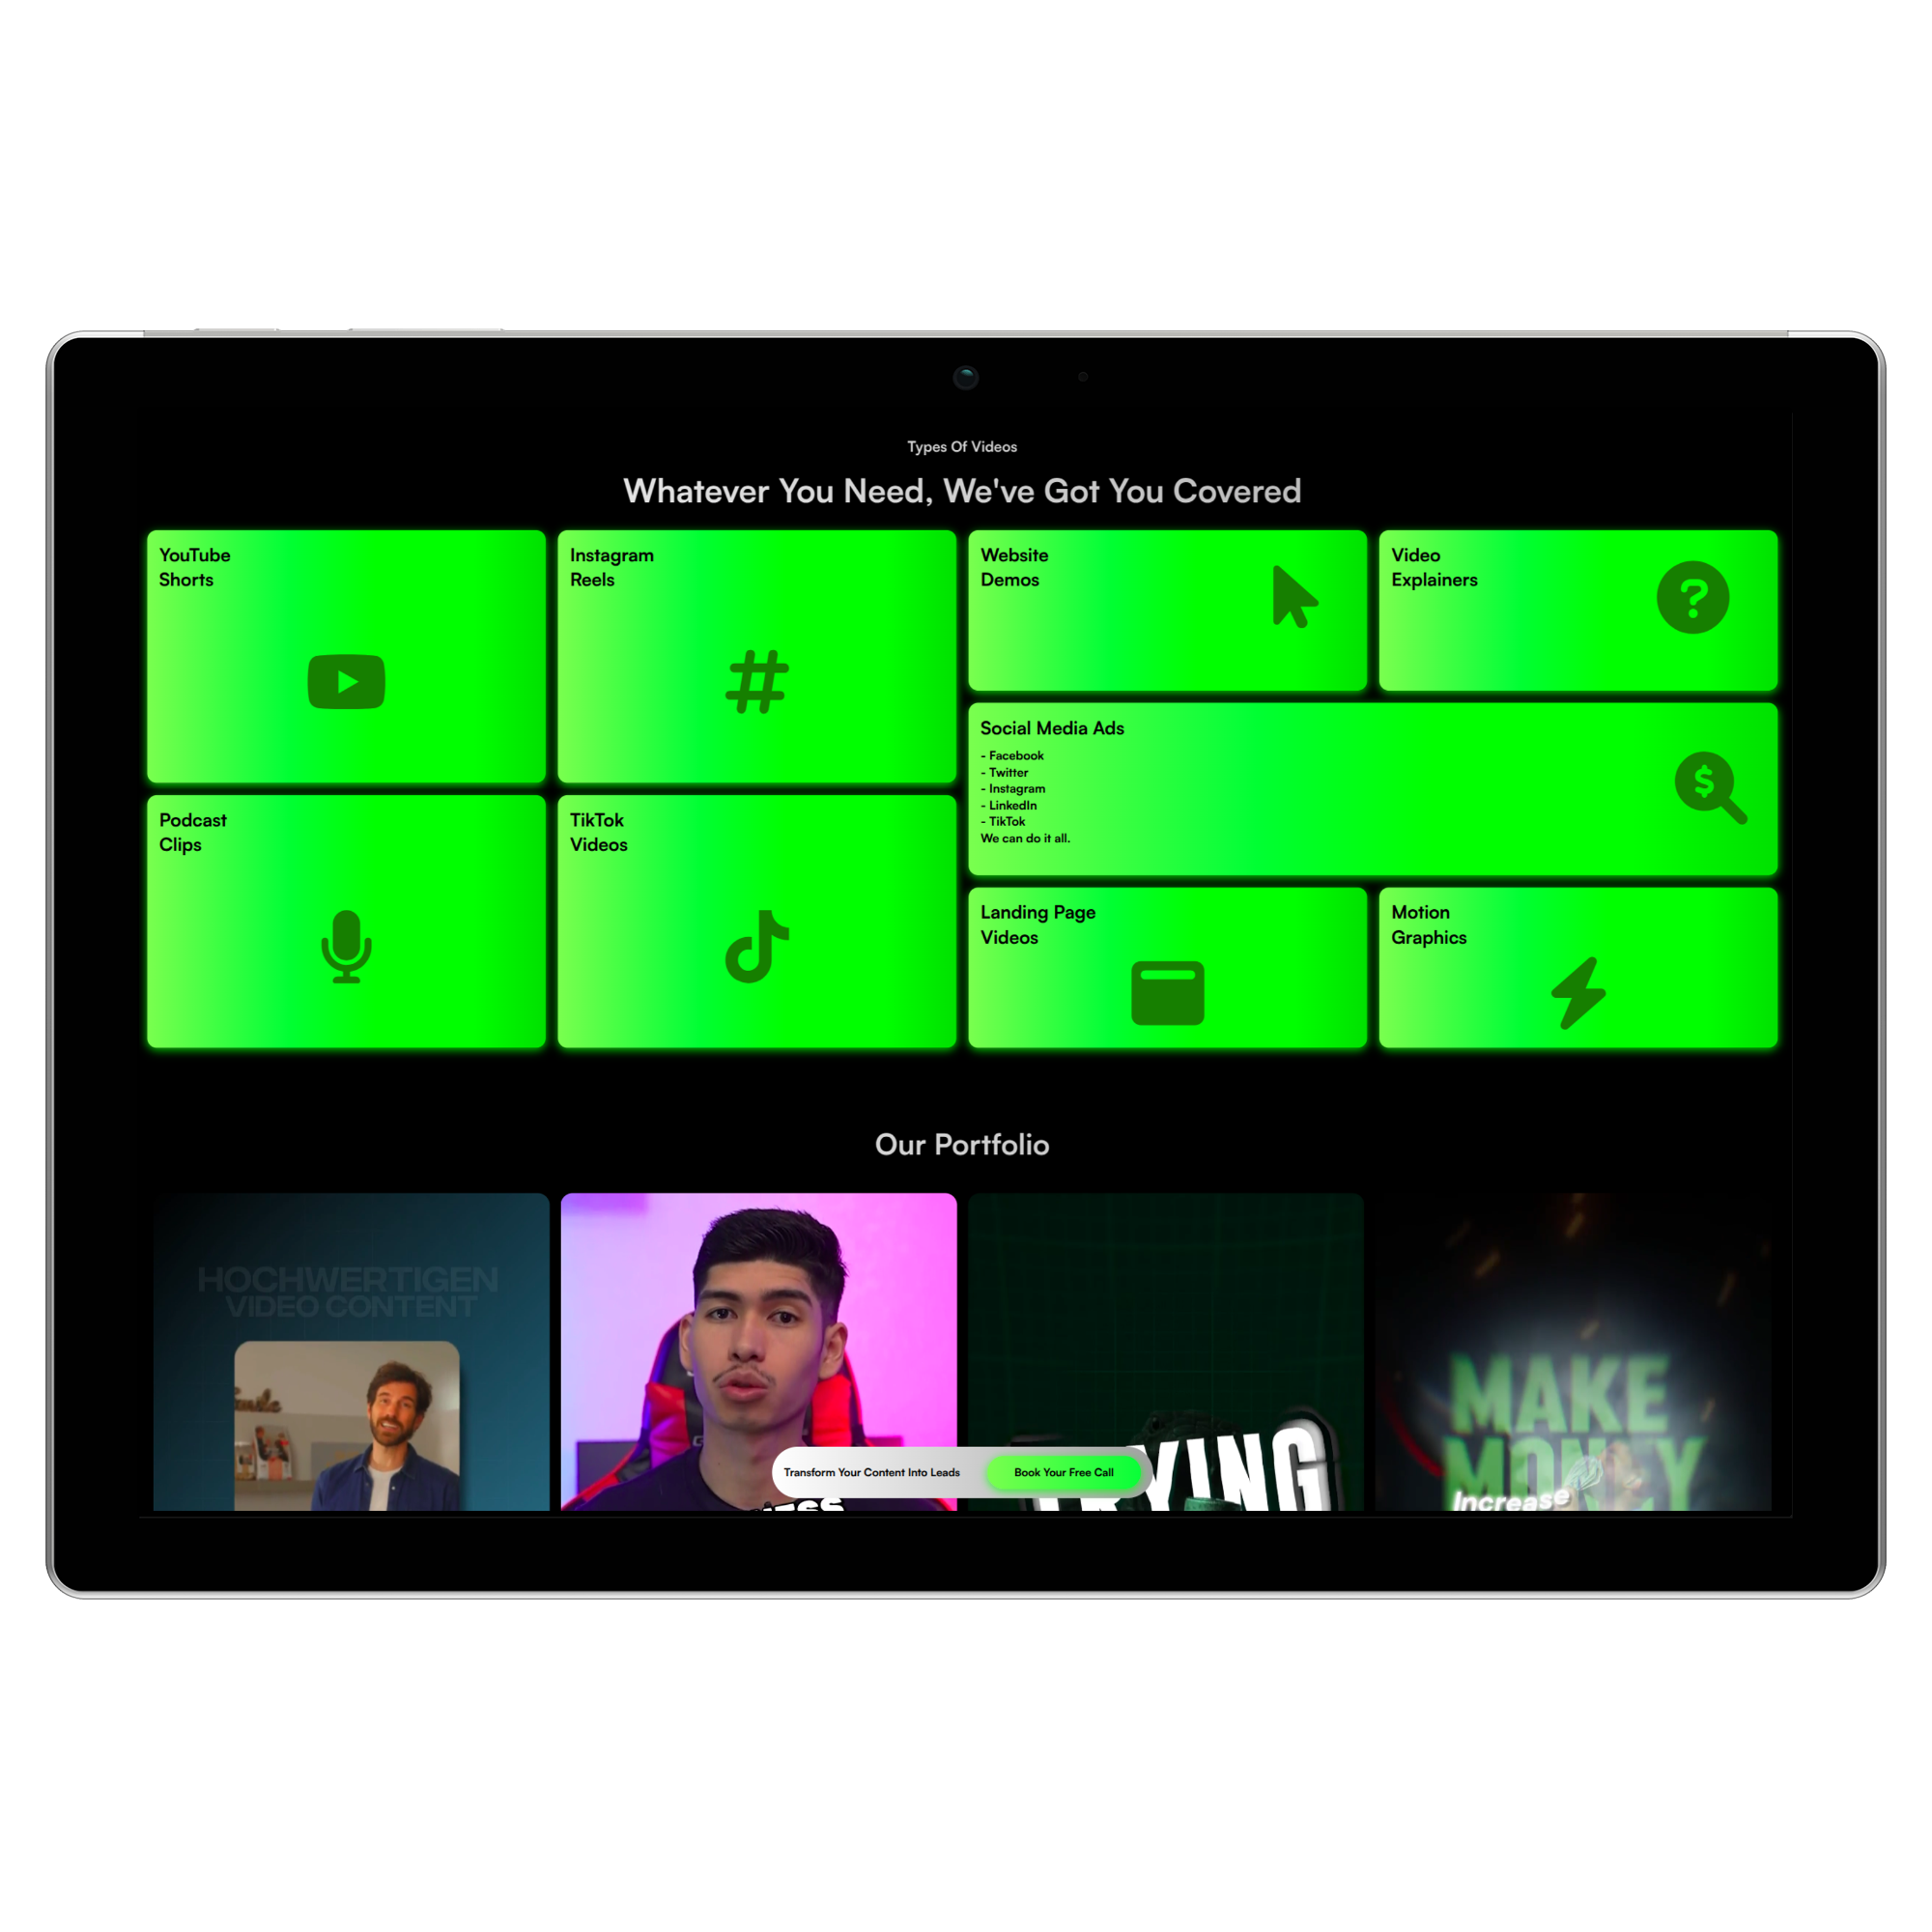 Types Of Videos
Whatever You Need, We've Got You Covered
YouTube
Shorts
Instagram
Reels
Website
Demos
Video
Explainers
Social Media Ads
- Facebook
- Twitter
- Instagram
- LinkedIn
- TikTok
We can do it all.
Podcast
Clips
TikTok
Videos
Landing Page
Videos
Motion
Graphics
Our Portfolio
HOCHWERTIGEN
VIDEO CONTENT
MAKE
MONEY
Increase
Transform Your Content Into Leads
Book Your Free Call